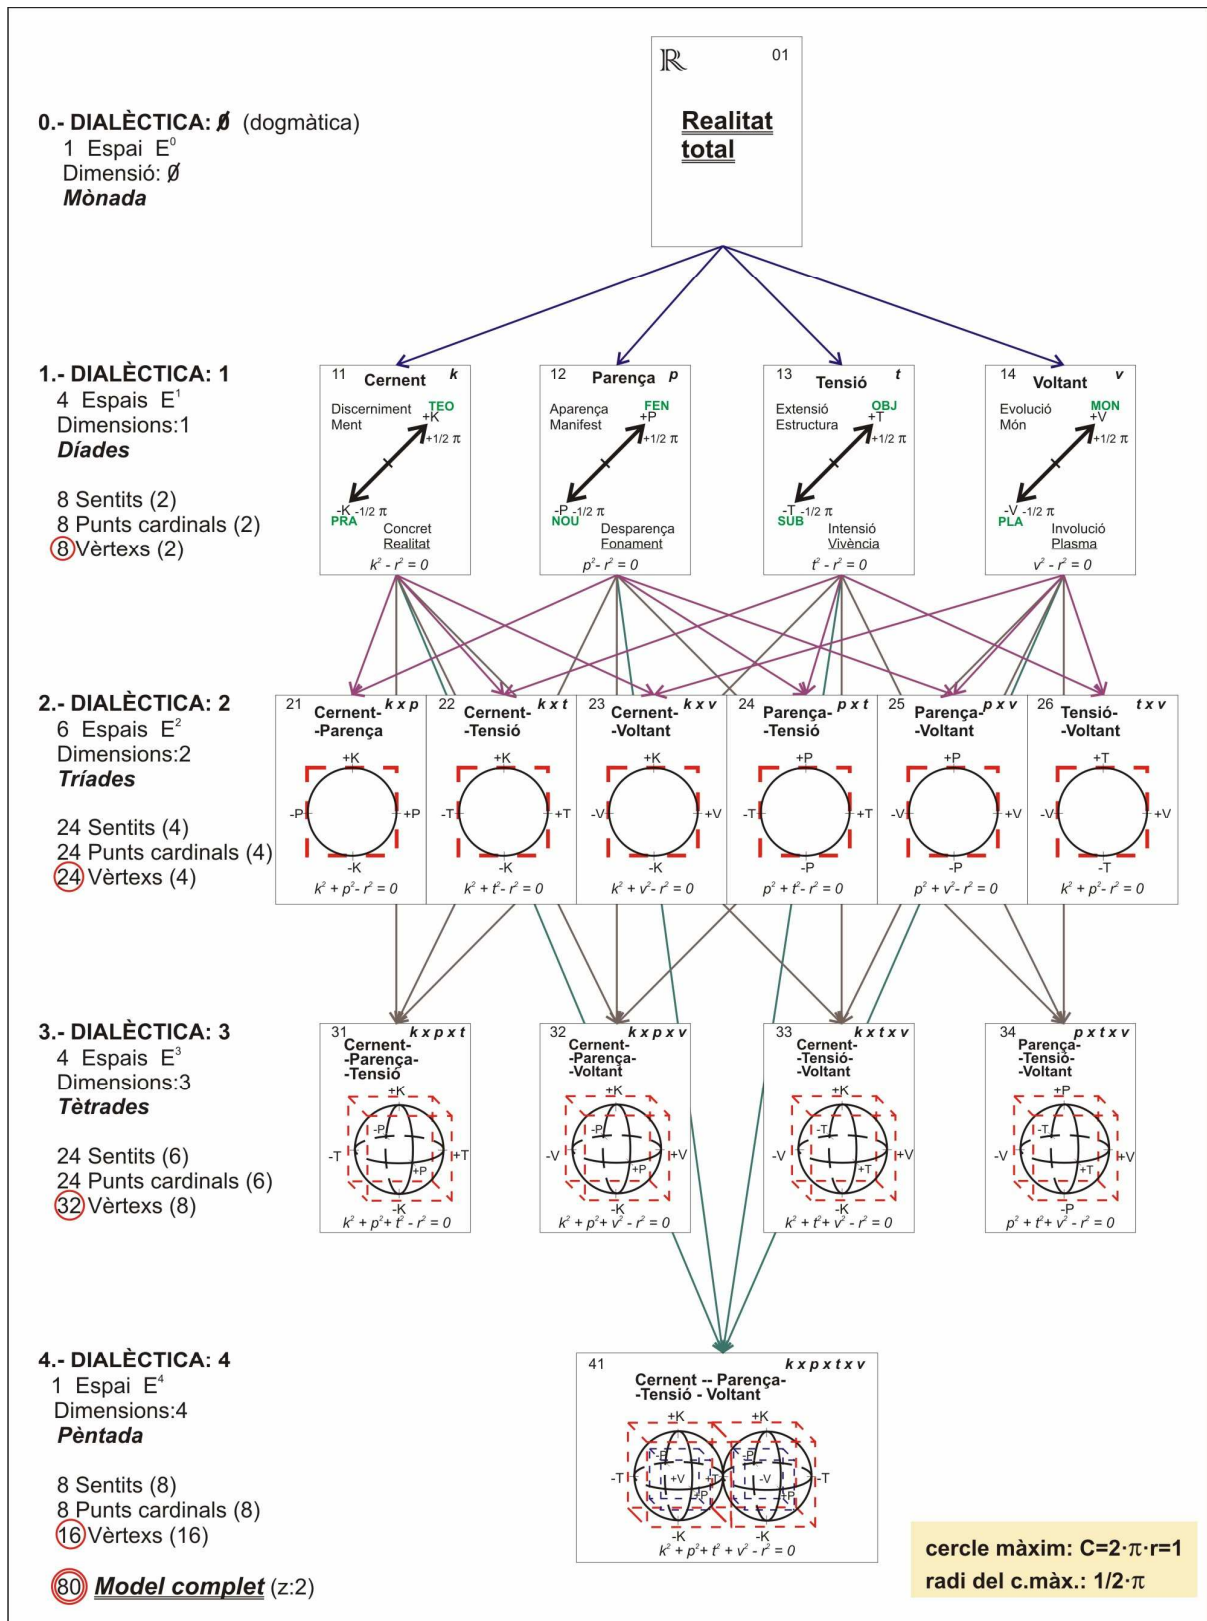 ℝ 01
Realitat
total
0.- DIALÈCTICA: Ø (dogmàtica)
1 Espai E⁰
Dimensió: Ø
Mònada
1.- DIALÈCTICA: 1
4 Espais E¹
Dimensions:1
Díades
8 Sentits (2)
8 Punts cardinals (2)
8 Vèrtexs (2)
11 Cernent k
Discerniment TEO
Ment +K
+1/2 π
-K -1/2 π
PRA
Concret
Realitat
k² - r² = 0
12 Parença p
Aparença FEN
Manifest +P
+1/2 π
-P -1/2 π
NOU
Desparença
Fonament
p² - r² = 0
13 Tensió t
Extensió OBJ
Estructura +T
+1/2 π
-T -1/2 π
SUB
Intensió
Vivència
t² - r² = 0
14 Voltant v
Evolució MON
Món +V
+1/2 π
-V -1/2 π
PLA
Involució
Plasma
v² - r² = 0
2.- DIALÈCTICA: 2
6 Espais E²
Dimensions:2
Tríades
24 Sentits (4)
24 Punts cardinals (4)
24 Vèrtexs (4)
21 k x p
Cernent-
-Parença
+K
-P +P
-K
k² + p² - r² = 0
22 k x t
Cernent-
-Tensió
+K
-T +T
-K
k² + t² - r² = 0
23 k x v
Cernent-
-Voltant
+K
-V +V
-K
k² + v² - r² = 0
24 p x t
Parença-
-Tensió
+P
-T +T
-P
p² + t² - r² = 0
25 p x v
Parença-
-Voltant
+P
-V +V
-P
p² + v² - r² = 0
26 t x v
Tensió-
-Voltant
+T
-V +V
-T
k² + p² - r² = 0
3.- DIALÈCTICA: 3
4 Espais E³
Dimensions:3
Tètrades
24 Sentits (6)
24 Punts cardinals (6)
32 Vèrtexs (8)
31 k x p x t
Cernent-
-Parença-
-Tensió
+K
-P
-T +T
+P
-K
k² + p² + t² - r² = 0
32 k x p x v
Cernent-
-Parença-
-Voltant
+K
-P
-V +V
+P
-K
k² + p² + v² - r² = 0
33 k x t x v
Cernent-
-Tensió-
-Voltant
+K
-T
-V +V
+T
-K
k² + t² + v² - r² = 0
34 p x t x v
Parença-
-Tensió-
-Voltant
+P
-T
-V +V
+T
-P
p² + t² + v² - r² = 0
4.- DIALÈCTICA: 4
1 Espai E⁴
Dimensions:4
Pèntada
8 Sentits (8)
8 Punts cardinals (8)
16 Vèrtexs (16)
80 Model complet (z:2)
41 k x p x t x v
Cernent -- Parença-
-Tensió - Voltant
+K +K
-P -P
-T +V +T -V -T
+P +P
-K -K
k² + p² + t² + v² - r² = 0
cercle màxim: C=2·π·r=1
radi del c.màx.: 1/2·π